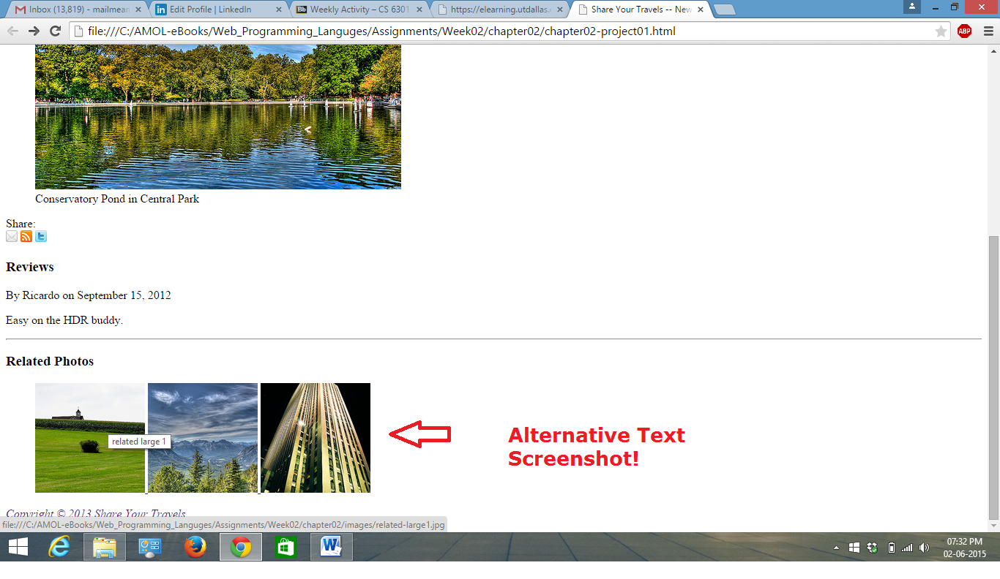 Inbox (13,819) - mailmean
Edit Profile | LinkedIn
Bb Weekly Activity – CS 6301
https://elearning.utdallas.
Share Your Travels -- New
file:///C:/AMOL-eBooks/Web_Programming_Languges/Assignments/Week02/chapter02/chapter02-project01.html
ABP
Conservatory Pond in Central Park
Share:
Reviews
By Ricardo on September 15, 2012
Easy on the HDR buddy.
Related Photos
related large 1
Alternative Text
Screenshot!
Copyright © 2013 Share Your Travels
file:///C:/AMOL-eBooks/Web_Programming_Languges/Assignments/Week02/chapter02/images/related-large1.jpg
07:32 PM
02-06-2015